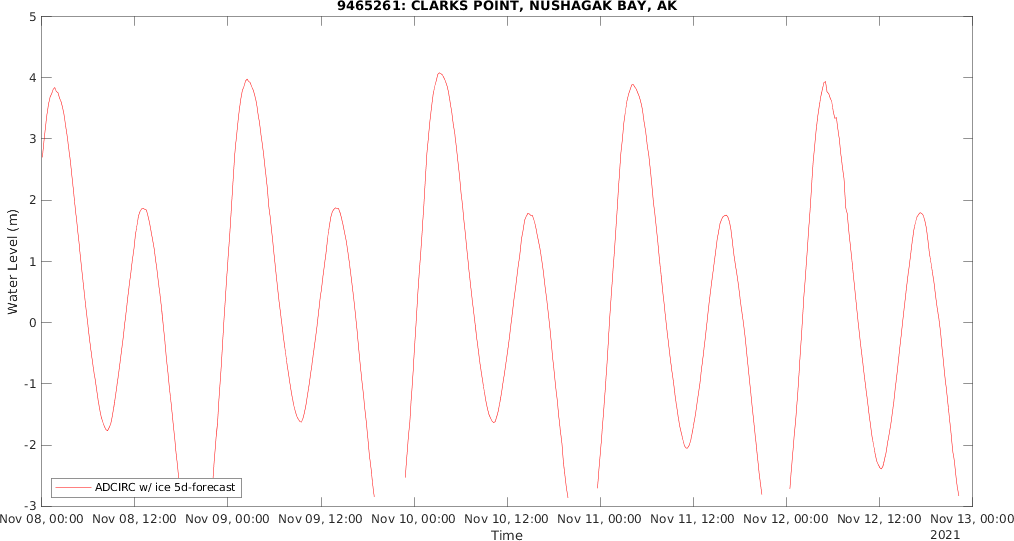 9465261: CLARKS POINT, NUSHAGAK BAY, AK
5
4
3
2
1
0
-1
-2
-3
Water Level (m)
ADCIRC w/ ice 5d-forecast
Nov 08, 00:00 Nov 08, 12:00 Nov 09, 00:00 Nov 09, 12:00 Nov 10, 00:00 Nov 10, 12:00 Nov 11, 00:00 Nov 11, 12:00 Nov 12, 00:00 Nov 12, 12:00 Nov 13, 00:00
Time
2021